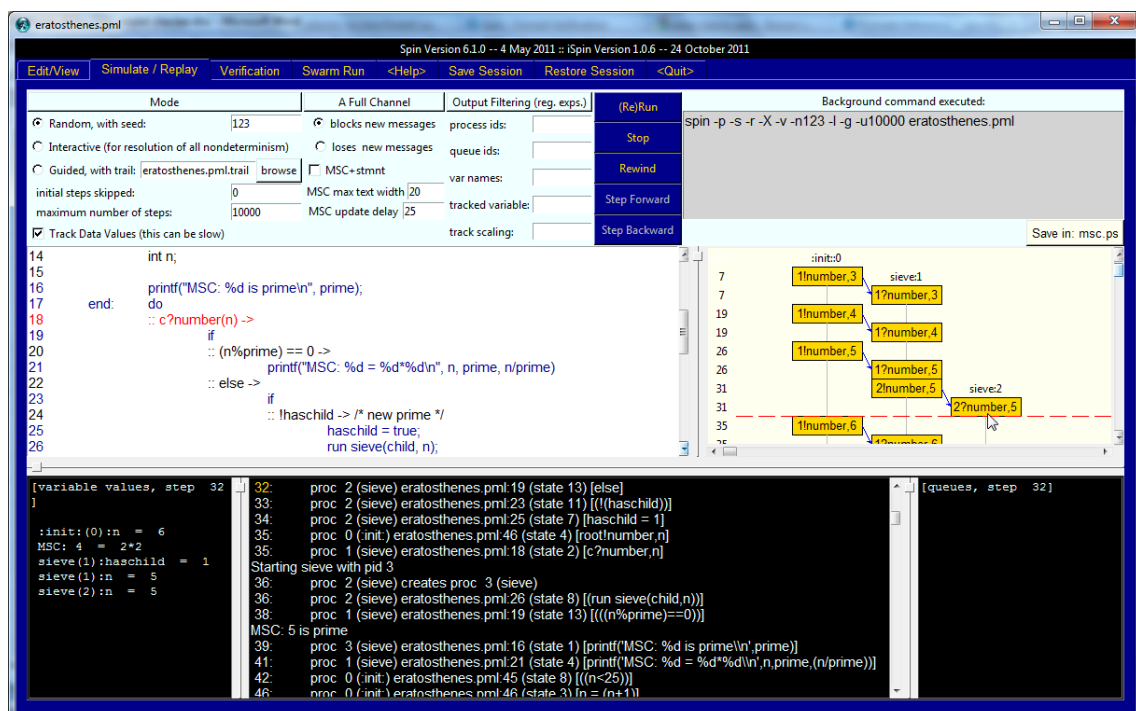 eratosthenes.pml
Spin Version 6.1.0 -- 4 May 2011 :: iSpin Version 1.0.6 -- 24 October 2011
Edit/View Simulate / Replay Verification Swarm Run <Help> Save Session Restore Session <Quit>
Mode
Random, with seed: 123
Interactive (for resolution of all nondeterminism)
Guided, with trail: eratosthenes.pml.trail browse
initial steps skipped: 0
maximum number of steps: 10000
Track Data Values (this can be slow)
A Full Channel
blocks new messages
loses new messages
MSC+stmnt
MSC max text width 20
MSC update delay 25
Output Filtering (reg. exps.)
process ids:
queue ids:
var names:
tracked variable:
track scaling:
(Re)Run
Stop
Rewind
Step Forward
Step Backward
Background command executed:
spin -p -s -r -X -v -n123 -l -g -u10000 eratosthenes.pml
Save in: msc.ps
14 int n;
15
16 printf("MSC: %d is prime\n", prime);
17 end: do
18 :: c?number(n) ->
19 if
20 :: (n%prime) == 0 ->
21 printf("MSC: %d = %d*%d\n", n, prime, n/prime)
22 :: else ->
23 if
24 :: !haschild -> /* new prime */
25 haschild = true;
26 run sieve(child, n);
:init::0
7 1!number,3 sieve:1
7 1?number,3
19 1!number,4
19 1?number,4
26 1!number,5
26 1?number,5
31 2!number,5 sieve:2
31 2?number,5
35 1!number,6
35 1?number,6
[variable values, step 32
]
:init:(0):n = 6
MSC: 4 = 2*2
sieve(1):haschild = 1
sieve(1):n = 5
sieve(2):n = 5
32: proc 2 (sieve) eratosthenes.pml:19 (state 13) [else]
33: proc 2 (sieve) eratosthenes.pml:23 (state 11) [(!(haschild))]
34: proc 2 (sieve) eratosthenes.pml:25 (state 7) [haschild = 1]
35: proc 0 (:init:) eratosthenes.pml:46 (state 4) [root!number,n]
35: proc 1 (sieve) eratosthenes.pml:18 (state 2) [c?number,n]
Starting sieve with pid 3
36: proc 2 (sieve) creates proc 3 (sieve)
36: proc 2 (sieve) eratosthenes.pml:26 (state 8) [(run sieve(child,n))]
38: proc 1 (sieve) eratosthenes.pml:19 (state 13) [(((n%prime)==0))]
MSC: 5 is prime
39: proc 3 (sieve) eratosthenes.pml:16 (state 1) [printf('MSC: %d is prime\\n',prime)]
41: proc 1 (sieve) eratosthenes.pml:21 (state 4) [printf('MSC: %d = %d*%d\\n',n,prime,(n/prime))]
42: proc 0 (:init:) eratosthenes.pml:45 (state 8) [((n<25))]
46: proc 0 (:init:) eratosthenes.pml:46 (state 3) [n = (n+1)]
[queues, step 32]